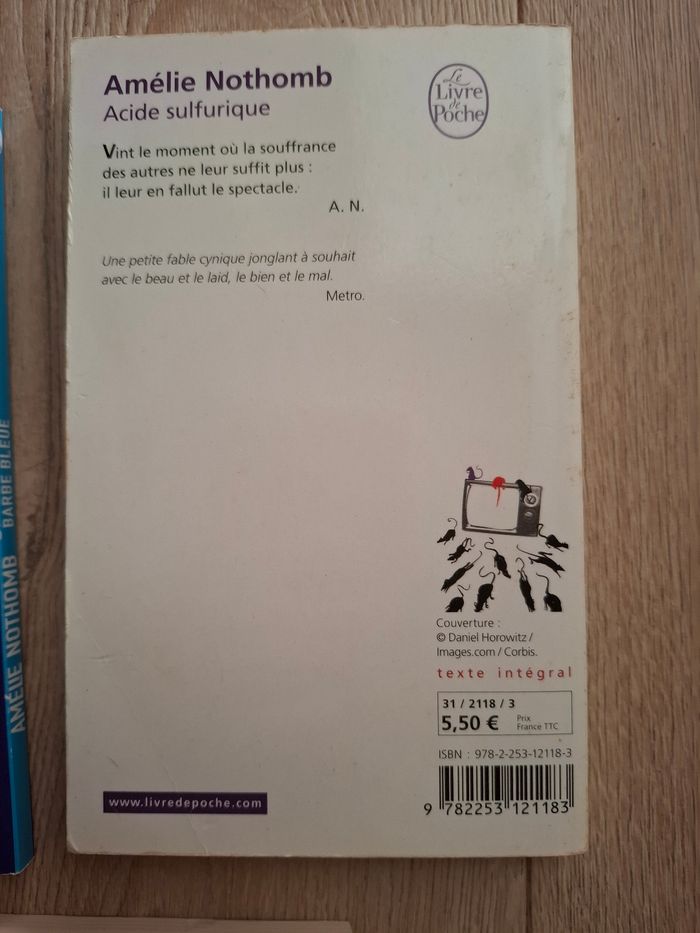 Amélie Nothomb
Acide sulfurique
Le
Livre
de
Poche
Vint le moment où la souffrance
des autres ne leur suffit plus :
il leur en fallut le spectacle.
A. N.
Une petite fable cynique jonglant à souhait
avec le beau et le laid, le bien et le mal.
Metro.
Couverture :
© Daniel Horowitz /
Images.com / Corbis.
texte intégral
31 / 2118 / 3
5,50 €
Prix
France TTC
ISBN : 978-2-253-12118-3
9 782253 121183
www.livredepoche.com
AMÉLIE NOTHOMB
BARBE BLEUE